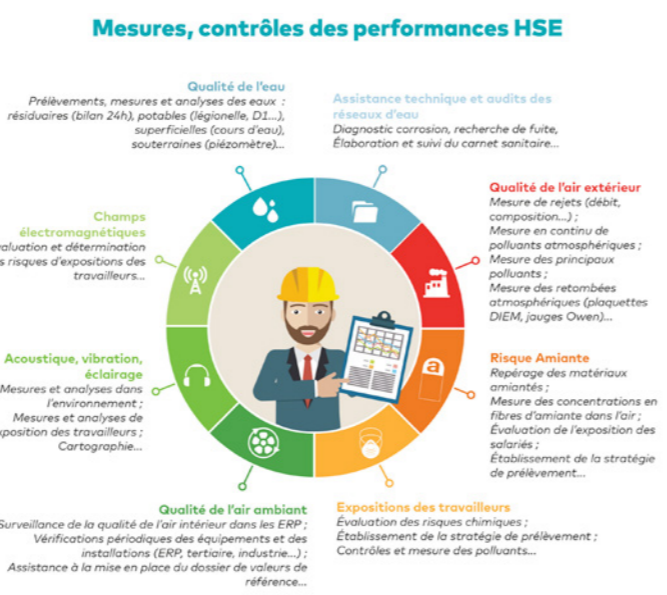 Mesures, contrôles des performances HSE
Qualité de l'eau
Prélèvements, mesures et analyses des eaux :
résiduaires (bilan 24h), potables (légionelle, D1...),
superficielles (cours d'eau),
souterraines (piézomètre)...
Assistance technique et audits des
réseaux d'eau
Diagnostic corrosion, recherche de fuite,
Élaboration et suivi du carnet sanitaire...
Qualité de l'air extérieur
Mesure de rejets (débit,
composition...) ;
Mesure en continu de
polluants atmosphériques ;
Mesure des principaux
polluants ;
Mesure des retombées
atmosphériques (plaquettes
DIEM, jauges Owen)...
Risque Amiante
Repérage des matériaux
amiantés ;
Mesure des concentrations en
fibres d'amiante dans l'air ;
Évaluation de l'exposition des
salariés ;
Établissement de la stratégie
de prélèvement...
Expositions des travailleurs
Évaluation des risques chimiques ;
Établissement de la stratégie de prélèvement ;
Contrôles et mesure des polluants...
Qualité de l'air ambiant
Surveillance de la qualité de l'air intérieur dans les ERP ;
Vérifications périodiques des équipements et des
installations (ERP, tertiaire, industrie...) ;
Assistance à la mise en place du dossier de valeurs de
référence...
Acoustique, vibration,
éclairage
Mesures et analyses dans
l'environnement ;
Mesures et analyses de
xposition des travailleurs ;
Cartographie...
Champs
électromagnétiques
aluation et détermination
s risques d'expositions des
travailleurs...
a